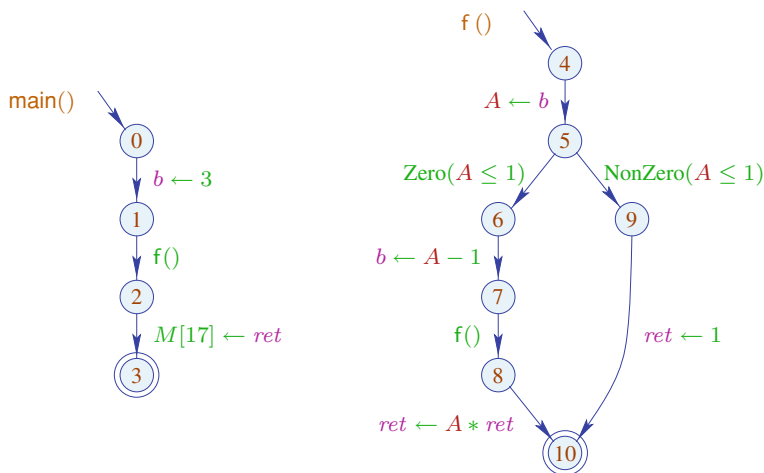 main()
0
b ← 3
1
f()
2
M[17] ← ret
3
f ()
4
A ← b
5
Zero(A ≤ 1)
NonZero(A ≤ 1)
6
9
b ← A − 1
7
f()
ret ← 1
8
ret ← A ∗ ret
10